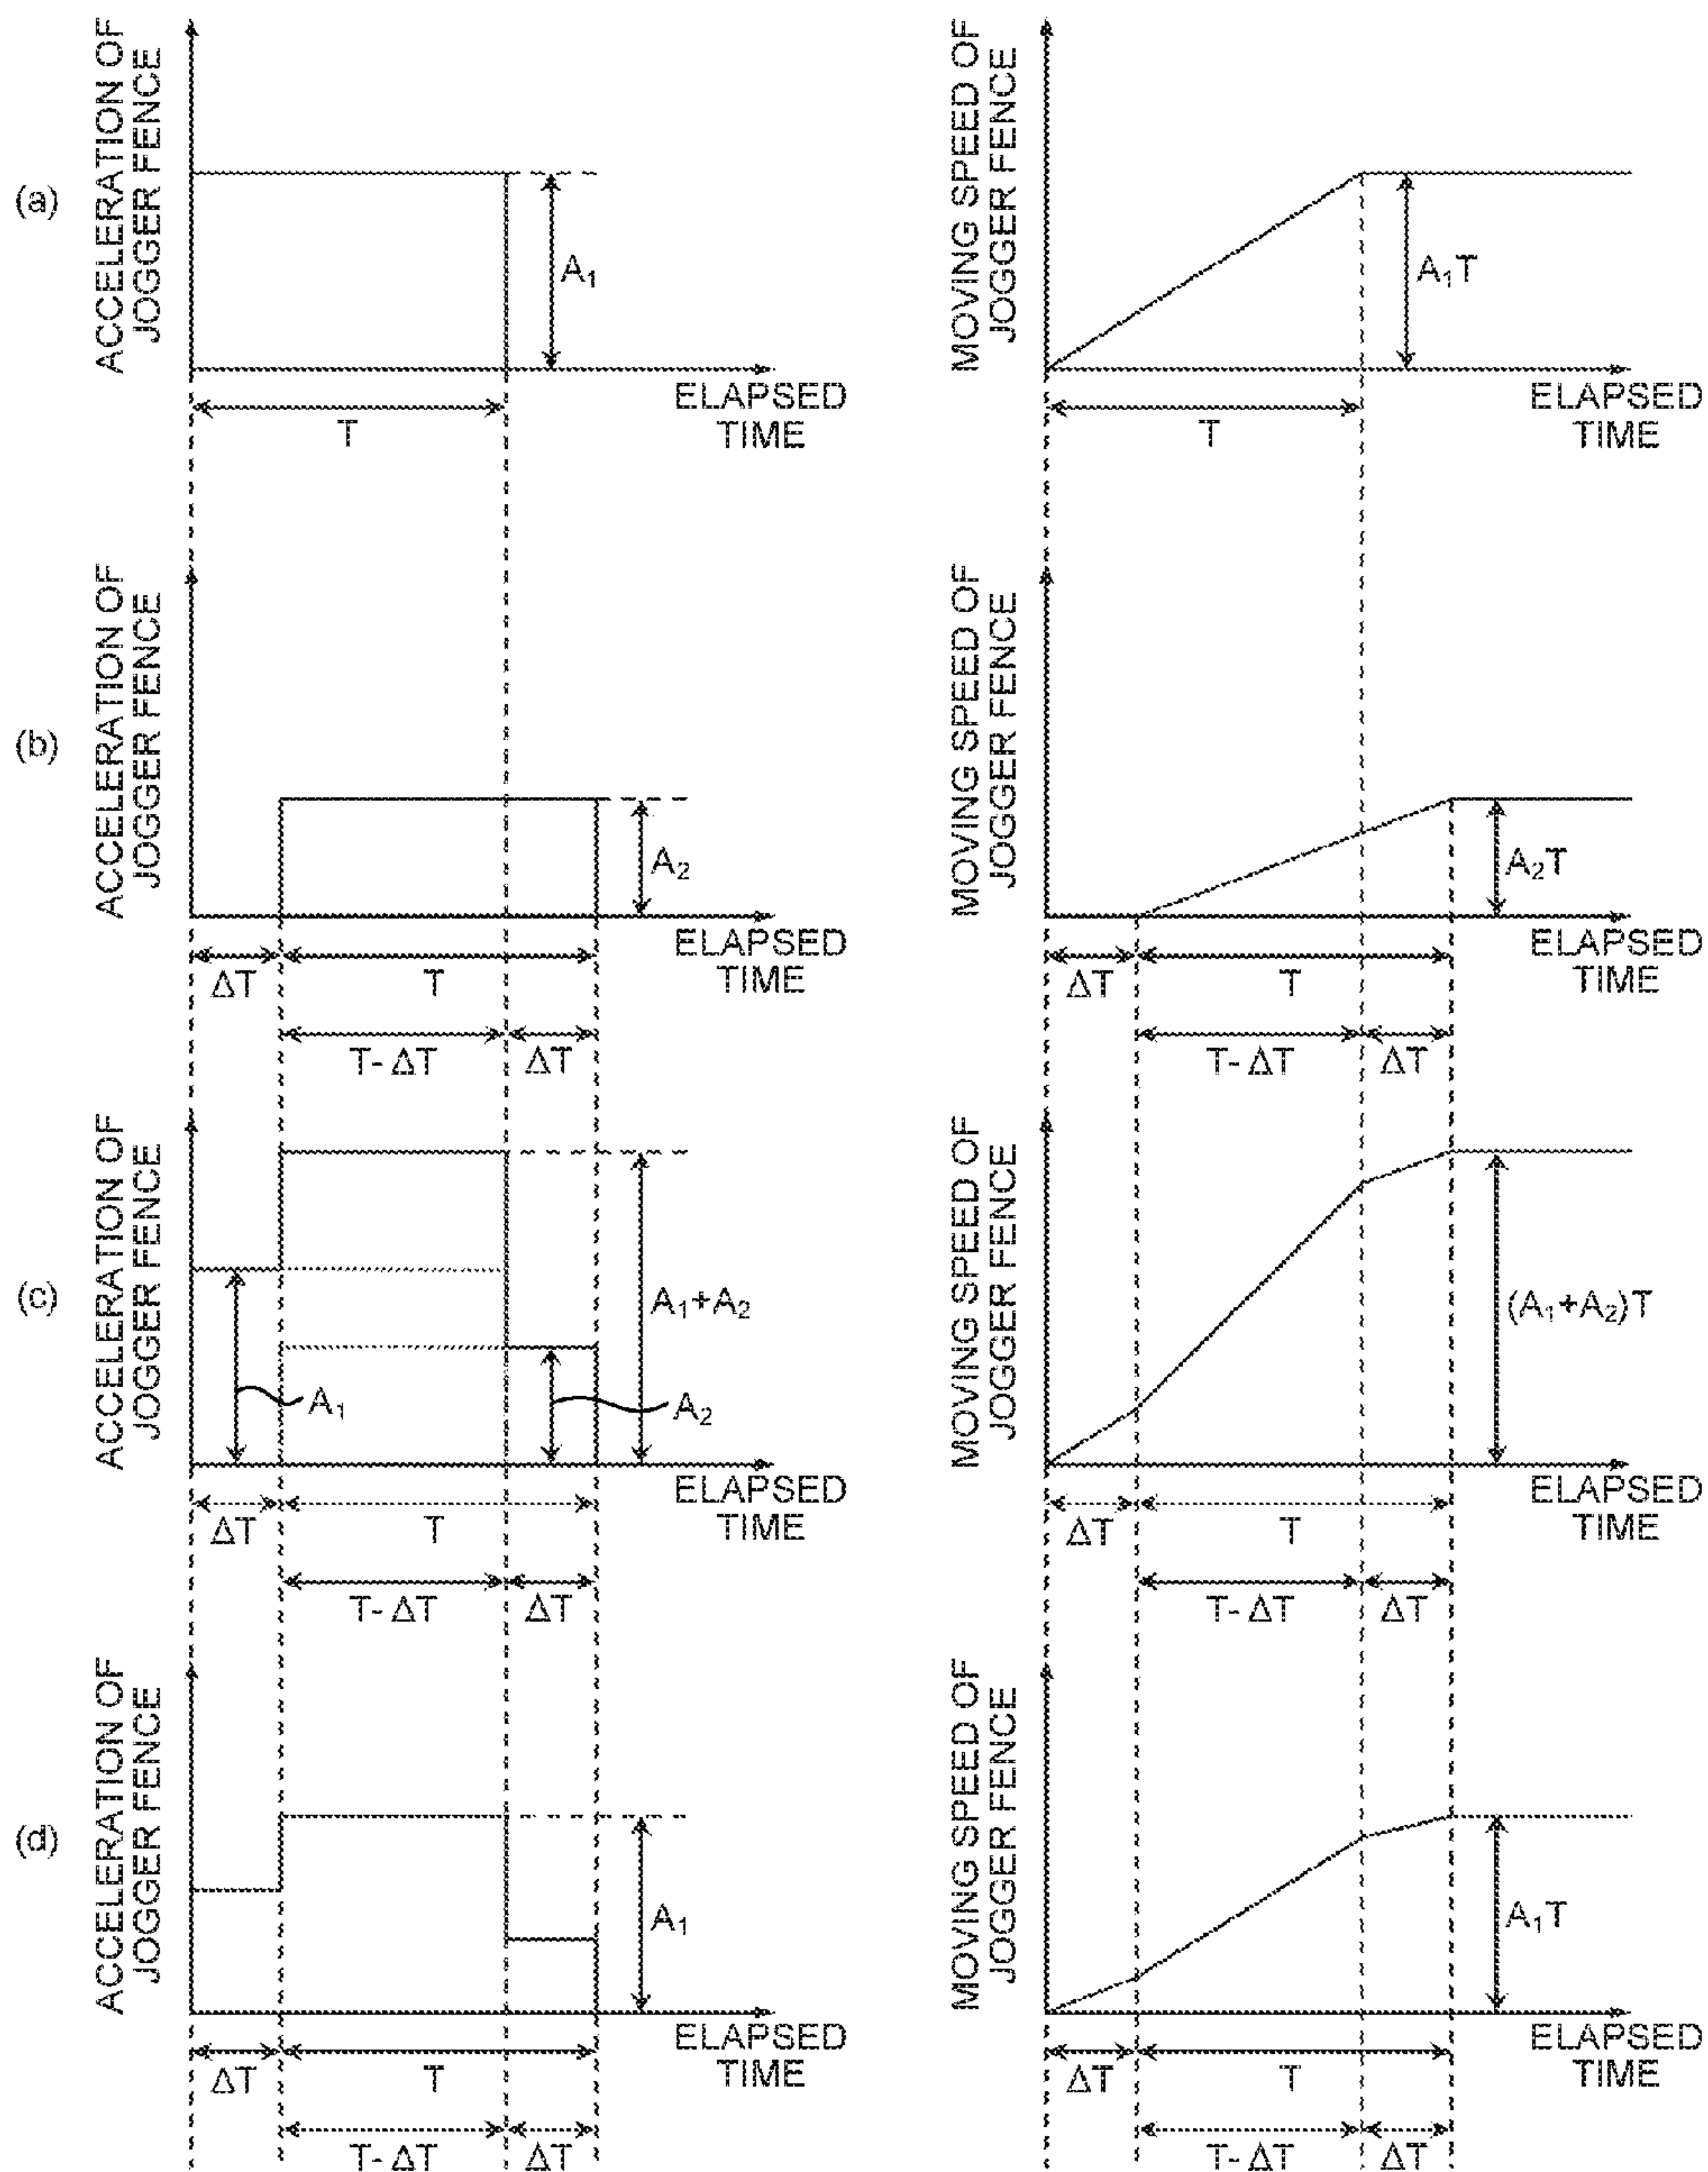 (a)
ACCELERATION OF
JOGGER FENCE
A₁
ELAPSED
TIME
T
MOVING SPEED OF
JOGGER FENCE
A₁T
ELAPSED
TIME
T
(b)
ACCELERATION OF
JOGGER FENCE
A₂
ELAPSED
TIME
ΔT
T
T-ΔT
ΔT
MOVING SPEED OF
JOGGER FENCE
A₂T
ELAPSED
TIME
ΔT
T
T-ΔT
ΔT
(c)
ACCELERATION OF
JOGGER FENCE
A₁+A₂
A₁
A₂
ELAPSED
TIME
ΔT
T
T-ΔT
ΔT
MOVING SPEED OF
JOGGER FENCE
(A₁+A₂)T
ELAPSED
TIME
ΔT
T
T-ΔT
ΔT
(d)
ACCELERATION OF
JOGGER FENCE
A₁
ELAPSED
TIME
ΔT
T
T-ΔT
ΔT
MOVING SPEED OF
JOGGER FENCE
A₁T
ELAPSED
TIME
ΔT
T
T-ΔT
ΔT